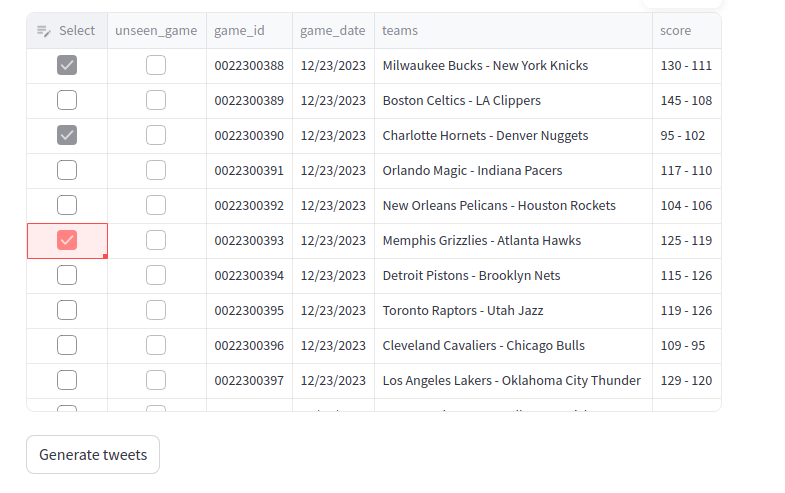 Select unseen_game game_id game_date teams score
0022300388 12/23/2023 Milwaukee Bucks - New York Knicks 130 - 111
0022300389 12/23/2023 Boston Celtics - LA Clippers 145 - 108
0022300390 12/23/2023 Charlotte Hornets - Denver Nuggets 95 - 102
0022300391 12/23/2023 Orlando Magic - Indiana Pacers 117 - 110
0022300392 12/23/2023 New Orleans Pelicans - Houston Rockets 104 - 106
0022300393 12/23/2023 Memphis Grizzlies - Atlanta Hawks 125 - 119
0022300394 12/23/2023 Detroit Pistons - Brooklyn Nets 115 - 126
0022300395 12/23/2023 Toronto Raptors - Utah Jazz 119 - 126
0022300396 12/23/2023 Cleveland Cavaliers - Chicago Bulls 109 - 95
0022300397 12/23/2023 Los Angeles Lakers - Oklahoma City Thunder 129 - 120
Generate tweets